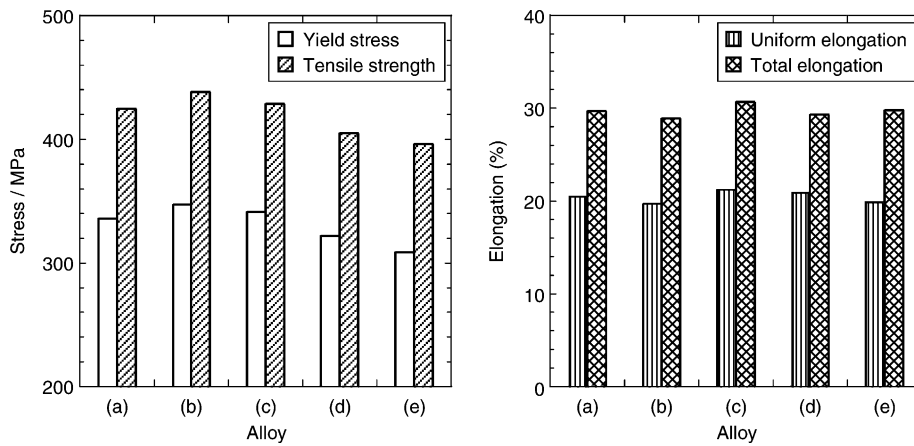 500
400
300
200
Stress / MPa
Yield stress
Tensile strength
(a) (b) (c) (d) (e)
Alloy
40
30
20
10
0
Elongation (%)
Uniform elongation
Total elongation
(a) (b) (c) (d) (e)
Alloy